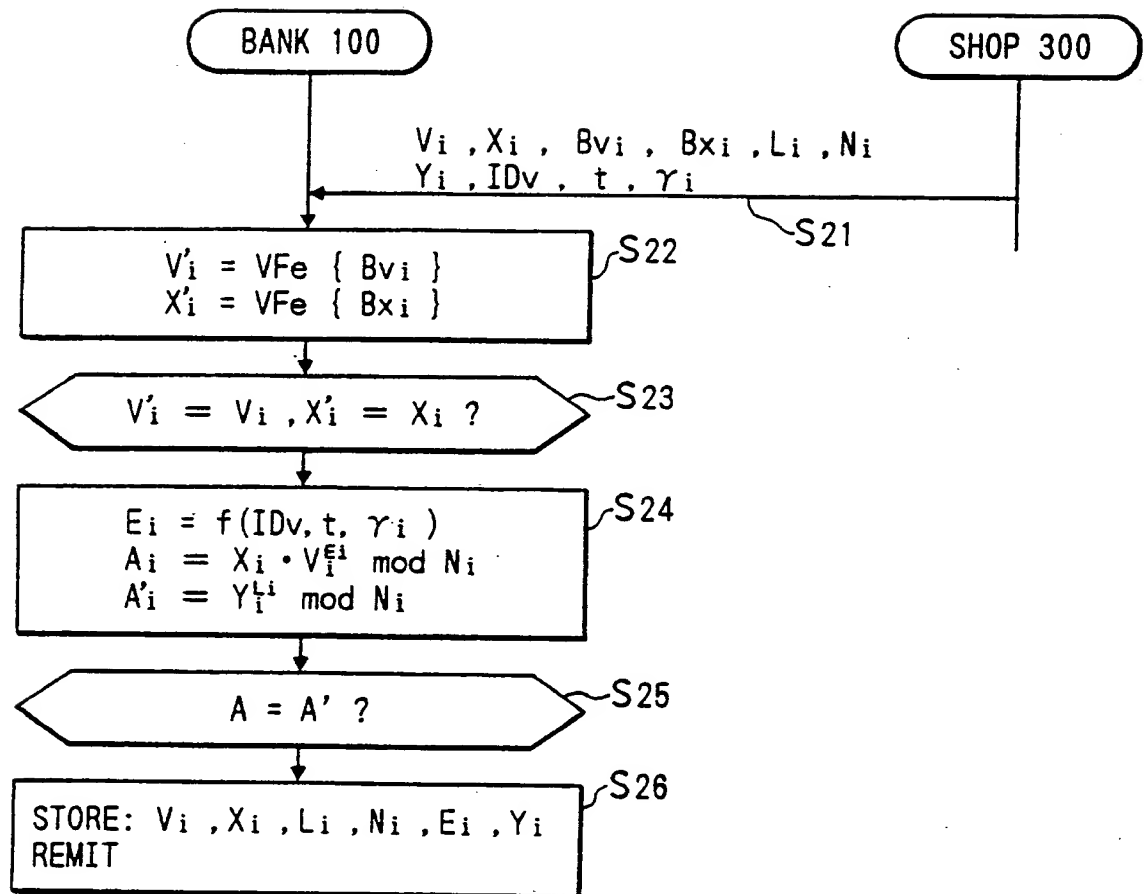 BANK 100
SHOP 300
Vi , Xi , Bvi , Bxi , Li , Ni
Yi , IDv , t , γi
S21
S22
V'i = VFe { Bvi }
X'i = VFe { Bxi }
S23
V'i = Vi , X'i = Xi ?
S24
Ei = f(IDv, t, γi )
Ai = Xi · Vi^Ei mod Ni
A'i = Yi^Li mod Ni
S25
A = A' ?
S26
STORE: Vi , Xi , Li , Ni , Ei , Yi
REMIT